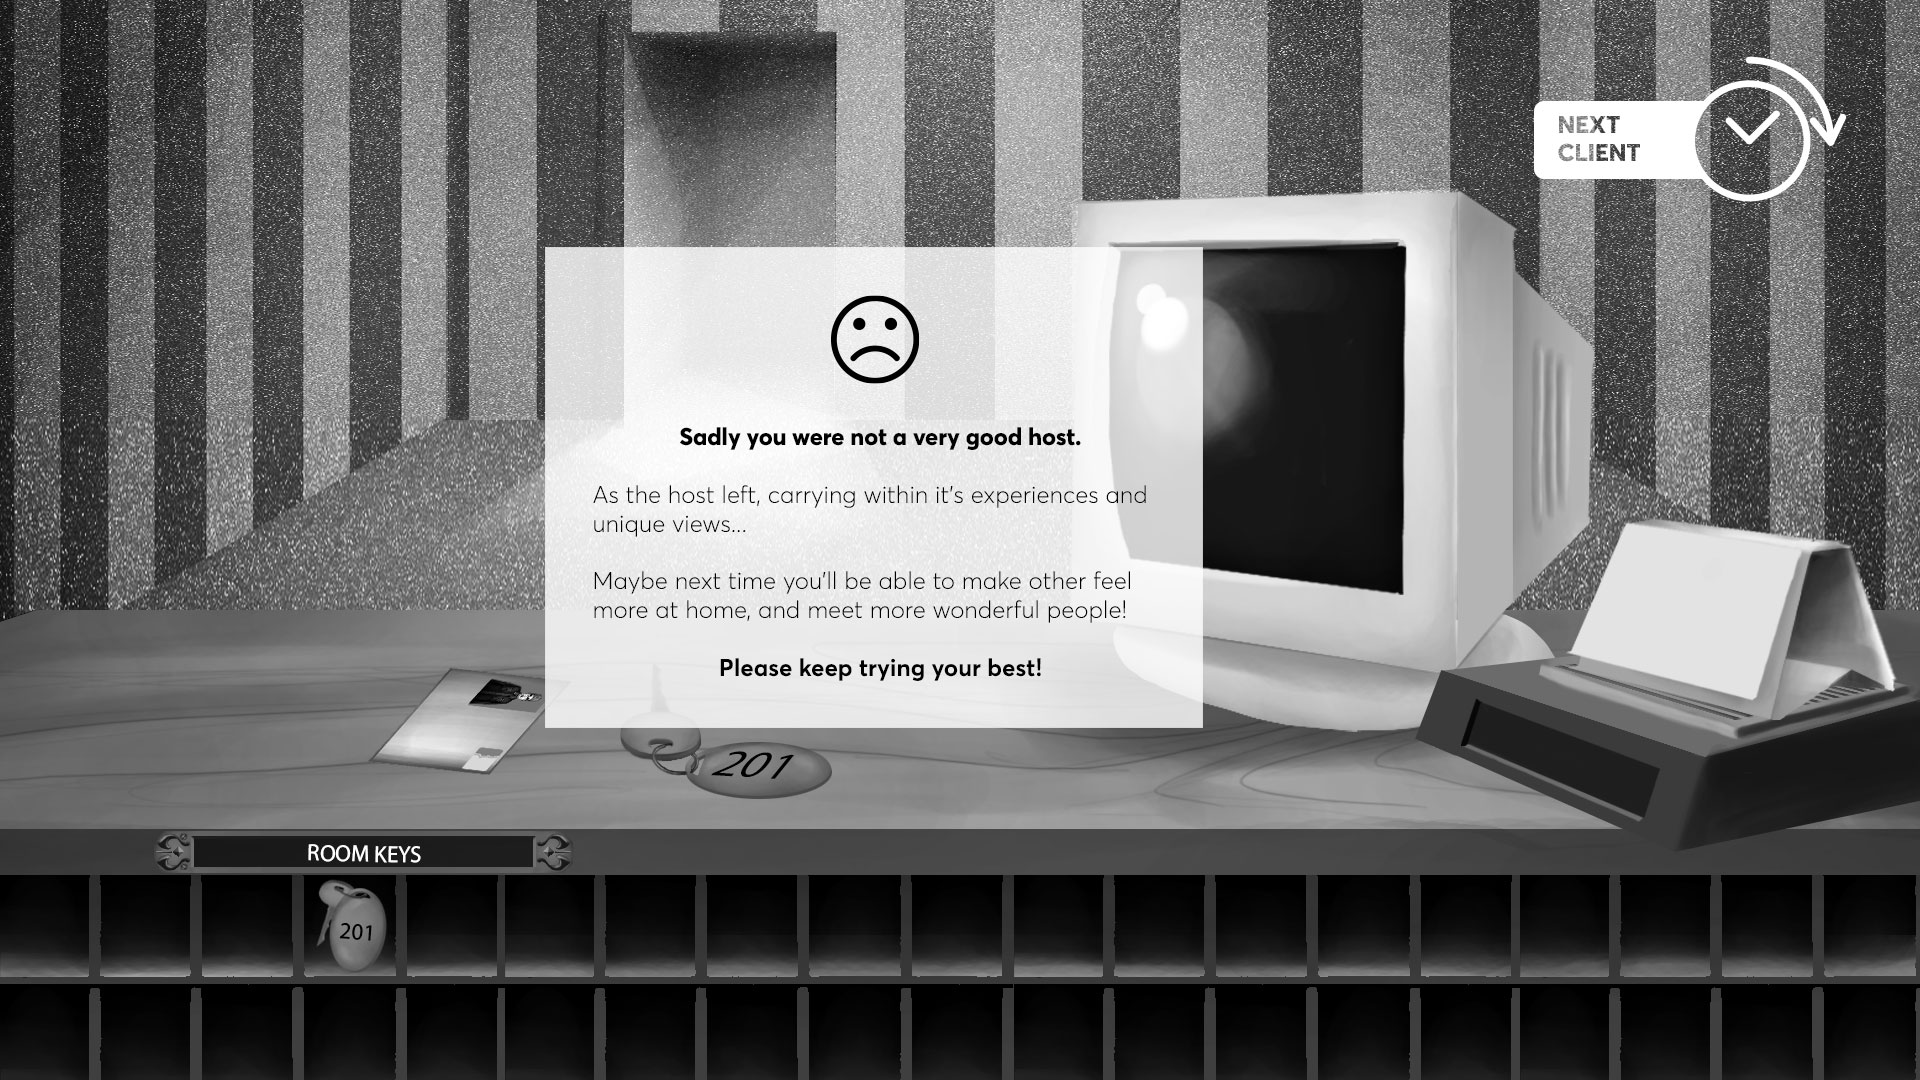 NEXT
CLIENT
Sadly you were not a very good host.
As the host left, carrying within it's experiences and
unique views...
Maybe next time you'll be able to make other feel
more at home, and meet more wonderful people!
Please keep trying your best!
201
ROOM KEYS
201